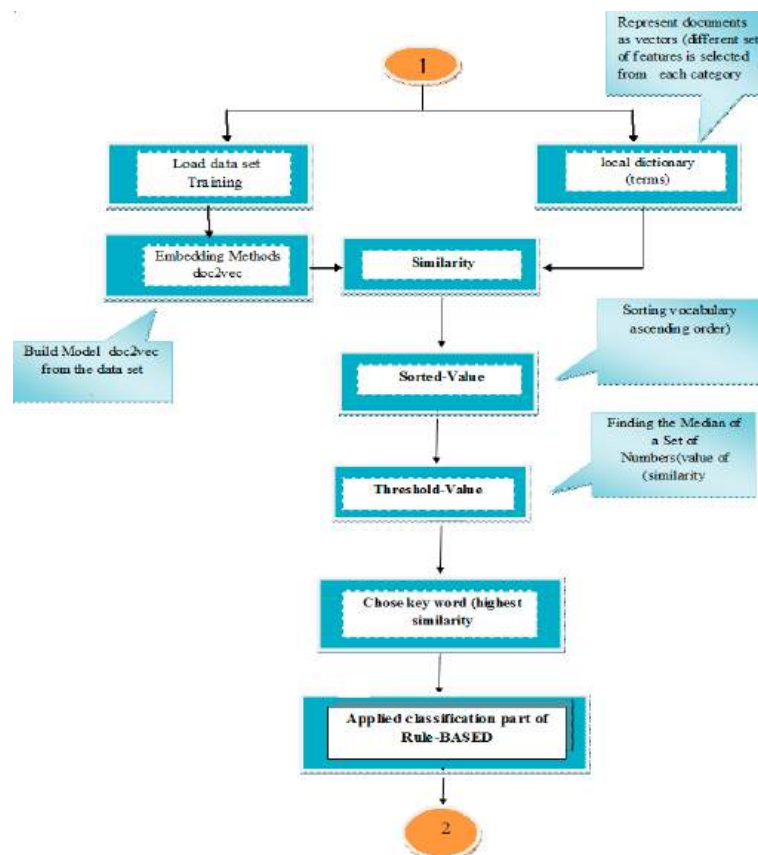 Represent documents
as vectors (different set
of features is selected
from each category
1
Load data set
Training
local dictionary
(terms)
Embedding Methods
doc2vec
Similarity
Build Model doc2vec
from the data set
Sorting vocabulary
ascending order)
Sorted-Value
Finding the Median of
a Set of
Numbers(value of
(similarity
Threshold-Value
Chose key word (highest
similarity
Applied classification part of
Rule-BASED
2